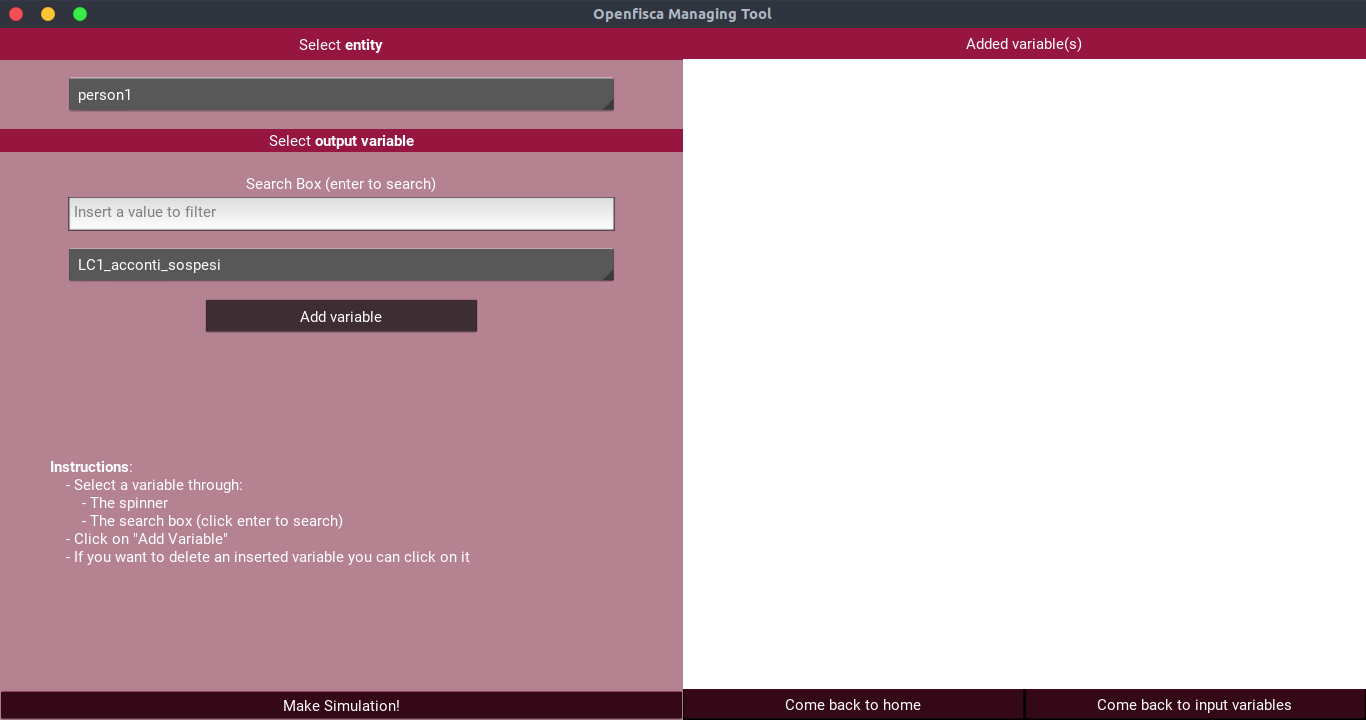 Openfisca Managing Tool
Select entity
person1
Select output variable
Search Box (enter to search)
Insert a value to filter
LC1_acconti_sospesi
Add variable
Instructions:
- Select a variable through:
- The spinner
- The search box (click enter to search)
- Click on "Add Variable"
- If you want to delete an inserted variable you can click on it
Make Simulation!
Added variable(s)
Come back to home
Come back to input variables